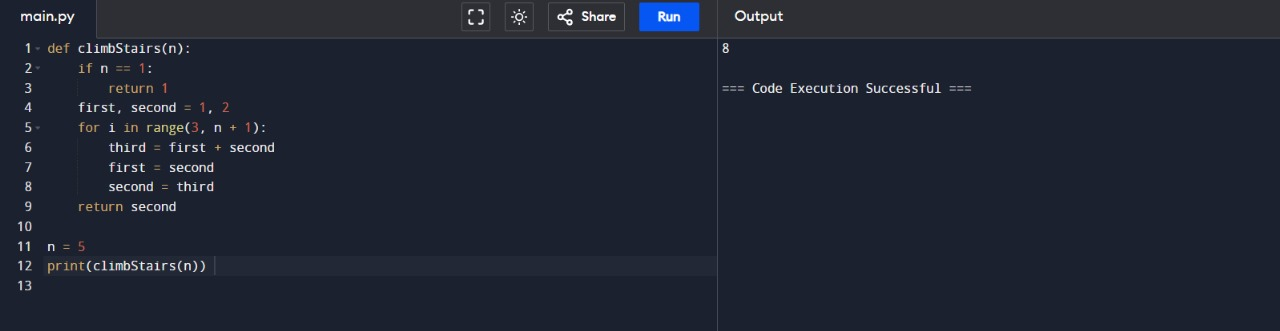 main.py
Share
Run
Output
1 def climbStairs(n):
2     if n == 1:
3         return 1
4     first, second = 1, 2
5     for i in range(3, n + 1):
6         third = first + second
7         first = second
8         second = third
9     return second
10
11 n = 5
12 print(climbStairs(n))
13
8
=== Code Execution Successful ===